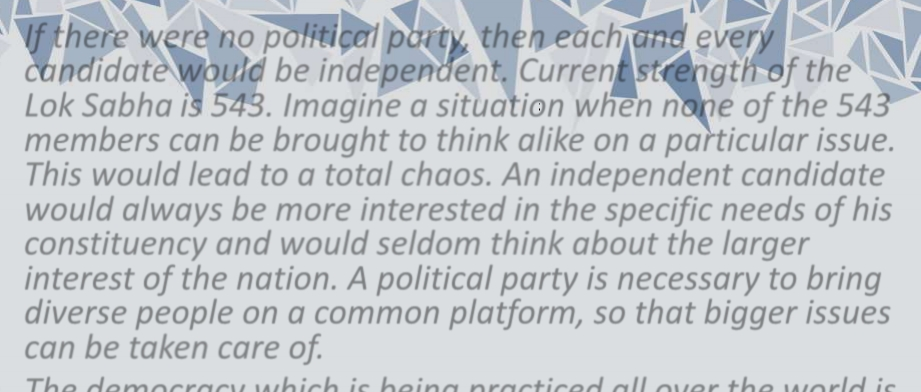 If there were no political party, then each and every
candidate would be independent. Current strength of the
Lok Sabha is 543. Imagine a situation when none of the 543
members can be brought to think alike on a particular issue.
This would lead to a total chaos. An independent candidate
would always be more interested in the specific needs of his
constituency and would seldom think about the larger
interest of the nation. A political party is necessary to bring
diverse people on a common platform, so that bigger issues
can be taken care of.
The democracy which is being practiced all over the world is